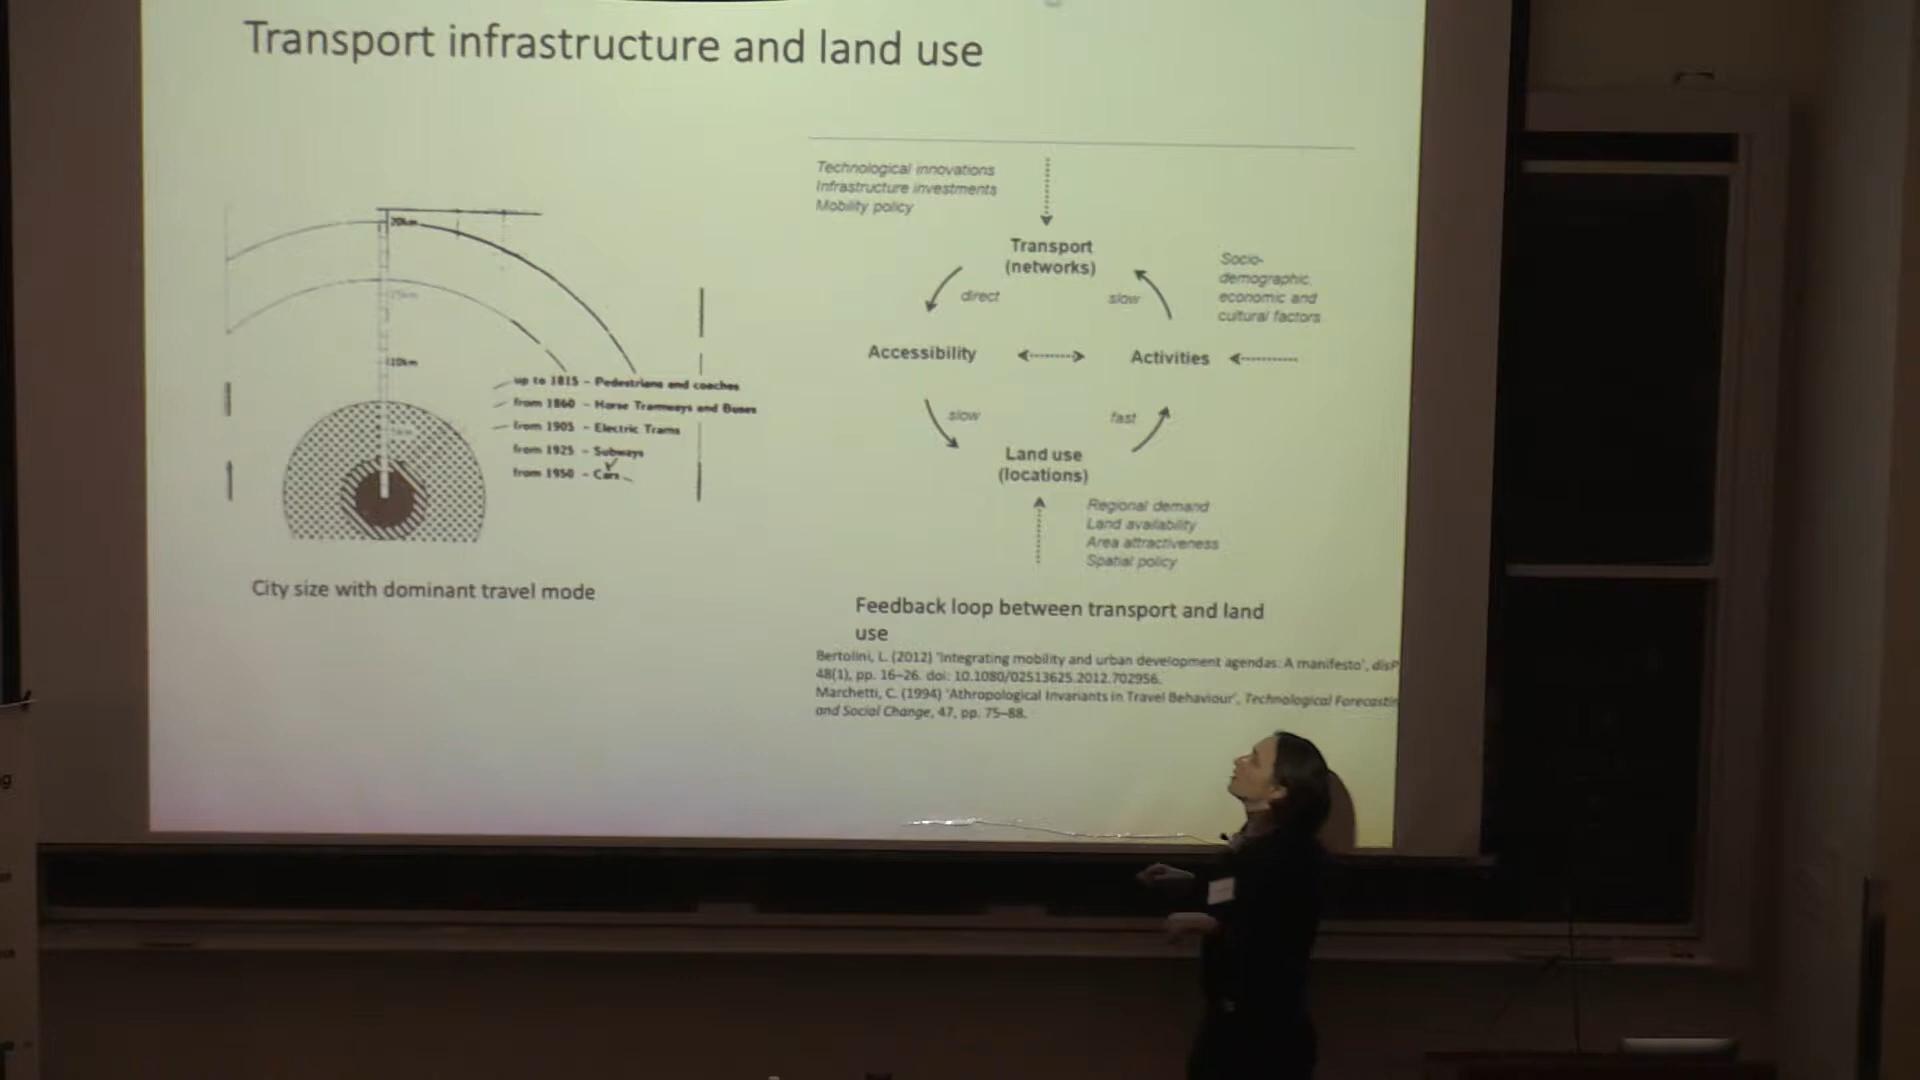 Transport infrastructure and land use
20km
10km
up to 1815 - Pedestrians and coaches
from 1860 - Horse Tramways and Buses
from 1905 - Electric Trams
from 1925 - Subways
from 1950 - Cars
City size with dominant travel mode
Technological innovations
Infrastructure investments
Mobility policy
Transport
(networks)
direct
slow
Socio-
demographic,
economic and
cultural factors
Accessibility
Activities
slow
fast
Land use
(locations)
Regional demand
Land availability
Area attractiveness
Spatial policy
Feedback loop between transport and land
use
Bertolini, L. (2012) 'Integrating mobility and urban development agendas: A manifesto', disP
48(1), pp. 16–26. doi: 10.1080/02513625.2012.702956.
Marchetti, C. (1994) 'Athropological Invariants in Travel Behaviour', Technological Forecastin
and Social Change, 47, pp. 75–88.